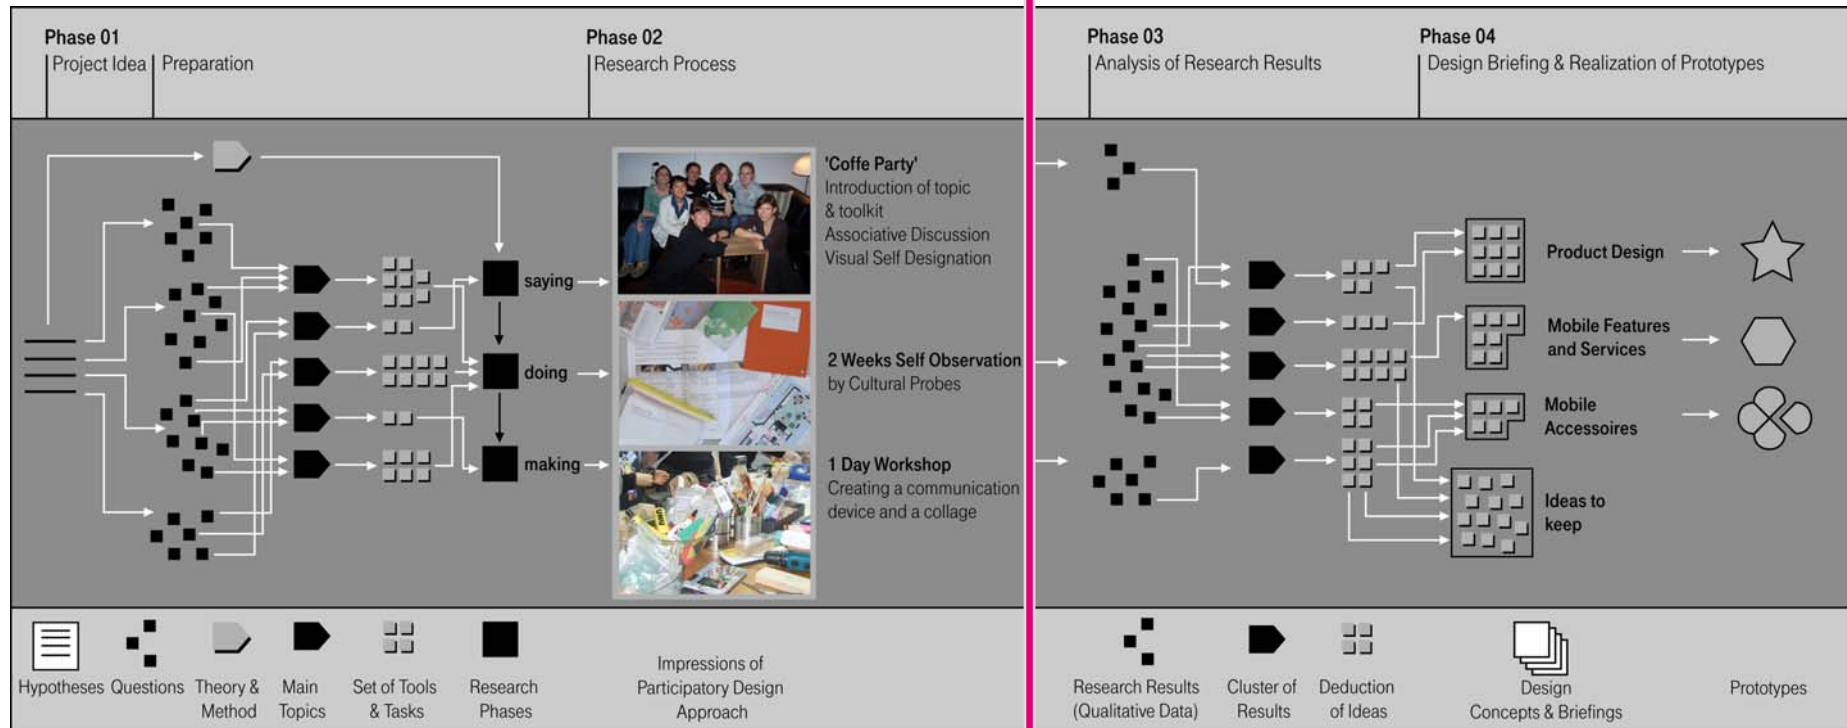 Phase 01
Project Idea
Preparation
Phase 02
Research Process
Phase 03
Analysis of Research Results
Phase 04
Design Briefing & Realization of Prototypes
saying
doing
making
'Coffe Party'
Introduction of topic
& toolkit
Associative Discussion
Visual Self Designation
2 Weeks Self Observation
by Cultural Probes
1 Day Workshop
Creating a communication
device and a collage
Product Design
Mobile Features
and Services
Mobile
Accessoires
Ideas to
keep
Hypotheses
Questions
Theory &
Method
Main
Topics
Set of Tools
& Tasks
Research
Phases
Impressions of
Participatory Design
Approach
Research Results
(Qualitative Data)
Cluster of
Results
Deduction
of Ideas
Design
Concepts & Briefings
Prototypes